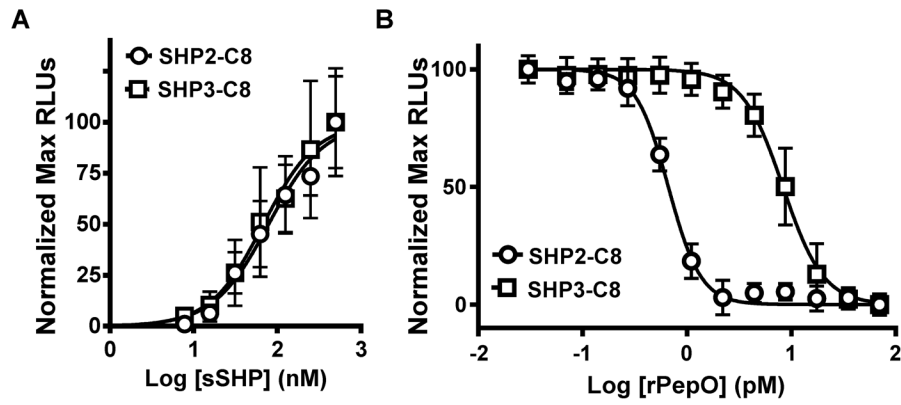 A
SHP2-C8
SHP3-C8
Normalized Max RLUs
100
75
50
25
0
0 1 2 3
Log [sSHP] (nM)
B
Normalized Max RLUs
100
50
0
SHP2-C8
SHP3-C8
-2 -1 0 1 2
Log [rPepO] (pM)